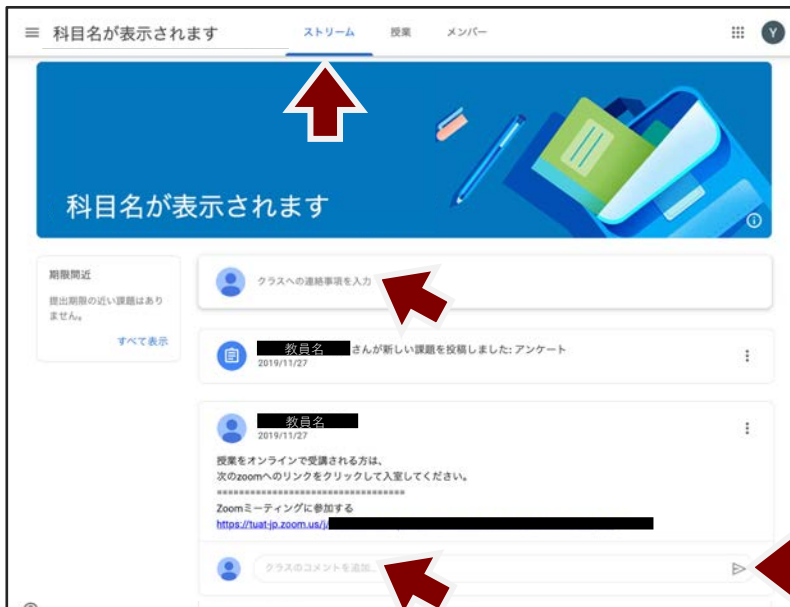 科目名が表示されます
ストリーム 授業 メンバー
Y
科目名が表示されます
期限間近
提出期限の近い課題はあり
ません。
すべて表示
クラスへの連絡事項を入力
教員名 さんが新しい課題を投稿しました: アンケート
2019/11/27
教員名
2019/11/27
授業をオンラインで受講される方は、
次のzoomへのリンクをクリックして入室してください。
===================================
Zoomミーティングに参加する
https://tuat-jp.zoom.us/j/
クラスのコメントを追加...